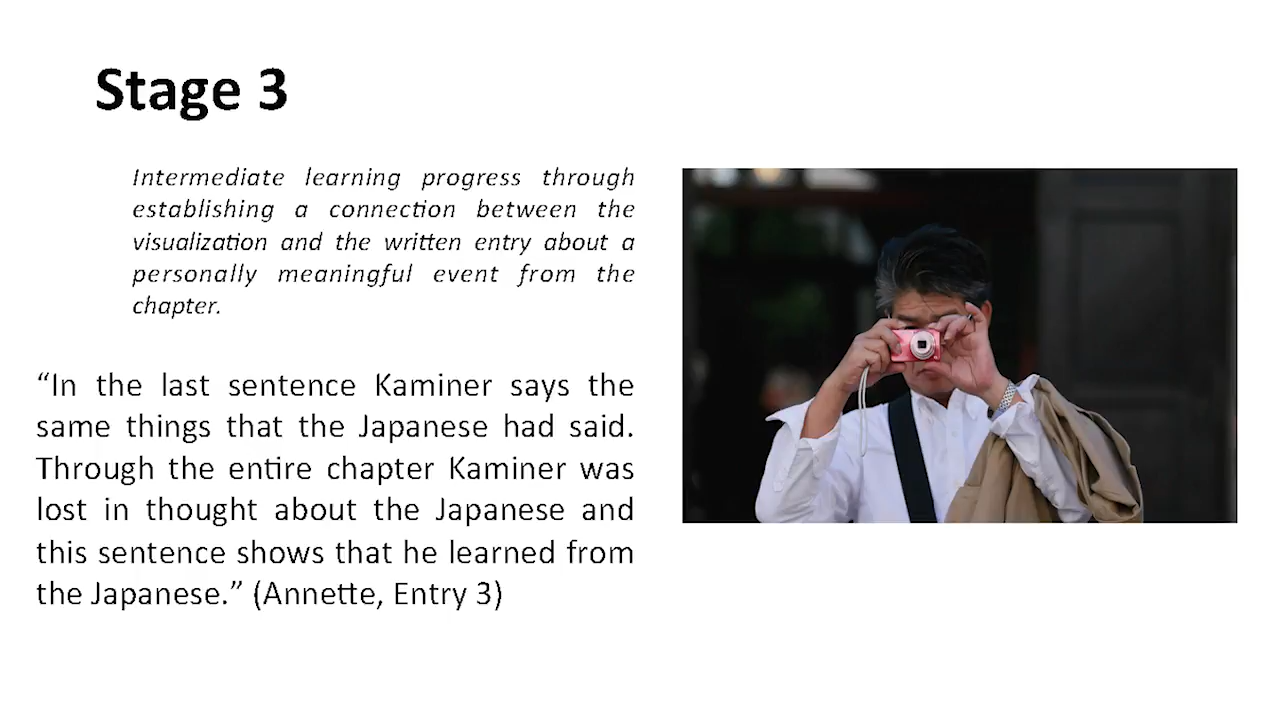 Stage 3
Intermediate learning progress through
establishing a connection between the
visualization and the written entry about a
personally meaningful event from the
chapter.
“In the last sentence Kaminer says the
same things that the Japanese had said.
Through the entire chapter Kaminer was
lost in thought about the Japanese and
this sentence shows that he learned from
the Japanese.” (Annette, Entry 3)